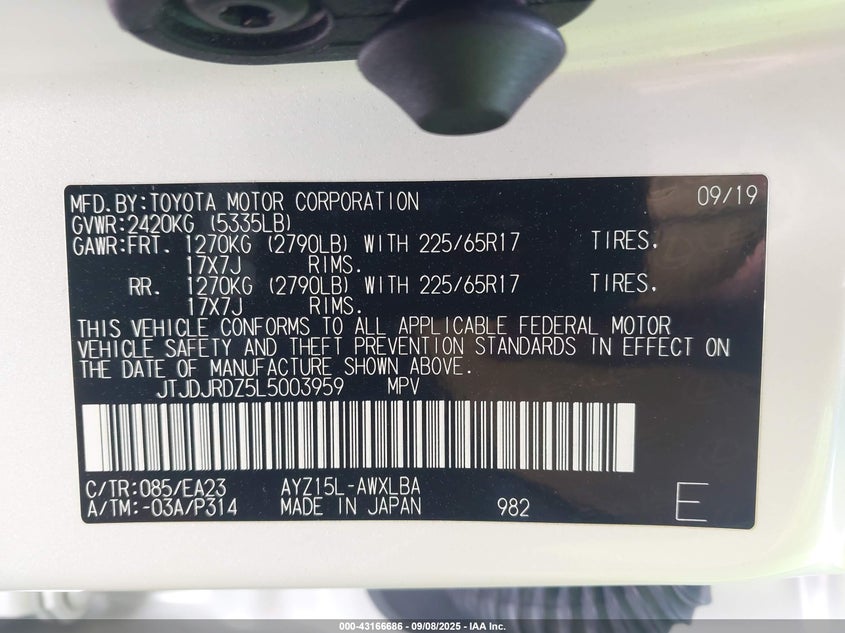 MFD.BY:TOYOTA MOTOR CORPORATION 09/19
GVWR:2420KG (5335LB)
GAWR:FRT. 1270KG (2790LB) WITH 225/65R17 TIRES.
17X7J RIMS.
RR. 1270KG (2790LB) WITH 225/65R17 TIRES.
17X7J RIMS.
THIS VEHICLE CONFORMS TO ALL APPLICABLE FEDERAL MOTOR
VEHICLE SAFETY AND THEFT PREVENTION STANDARDS IN EFFECT ON
THE DATE OF MANUFACTURE SHOWN ABOVE.
JTJDJRDZ5L5003959 MPV
C/TR:085/EA23 AYZ15L-AWXLBA
A/TM:-03A/P314 MADE IN JAPAN 982 E
000-43166686 - 09/08/2025 - IAA Inc.